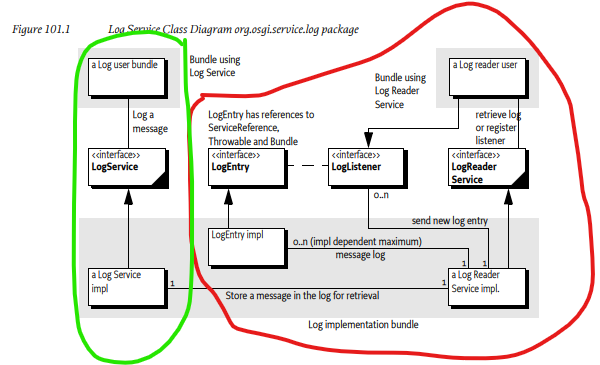 Figure 101.1 Log Service Class Diagram org.osgi.service.log package
a Log user bundle
Bundle using
Log Service
Bundle using
Log Reader
Service
a Log reader user
Log a
message
LogEntry has references to
ServiceReference,
Throwable and Bundle
retrieve log
or register
listener
<<interface>>
LogService
<<interface>>
LogEntry
<<interface>>
LogListener
<<interface>>
LogReader
Service
0..n
send new log entry
LogEntry impl
0..n (impl dependent maximum)
message log
1
1
a Log Service
impl
1
Store a message in the log for retrieval
1
a Log Reader
Service impl.
Log implementation bundle